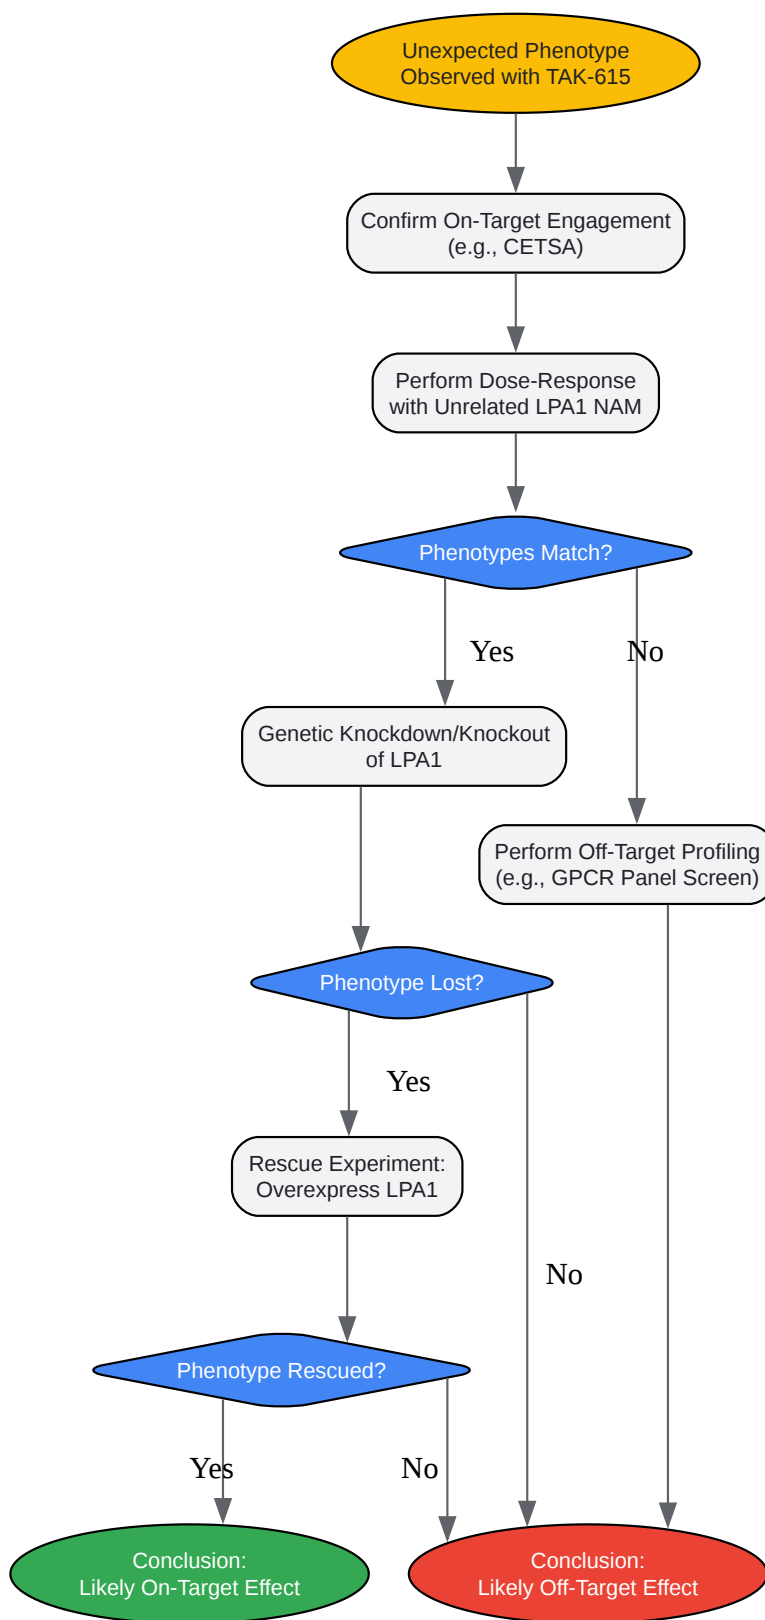 Unexpected Phenotype
Observed with TAK-615
Confirm On-Target Engagement
(e.g., CETSA)
Perform Dose-Response
with Unrelated LPA1 NAM
Phenotypes Match?
Yes
No
Genetic Knockdown/Knockout
of LPA1
Perform Off-Target Profiling
(e.g., GPCR Panel Screen)
Phenotype Lost?
Yes
Rescue Experiment:
Overexpress LPA1
No
Phenotype Rescued?
Yes
No
Conclusion:
Likely On-Target Effect
Conclusion:
Likely Off-Target Effect